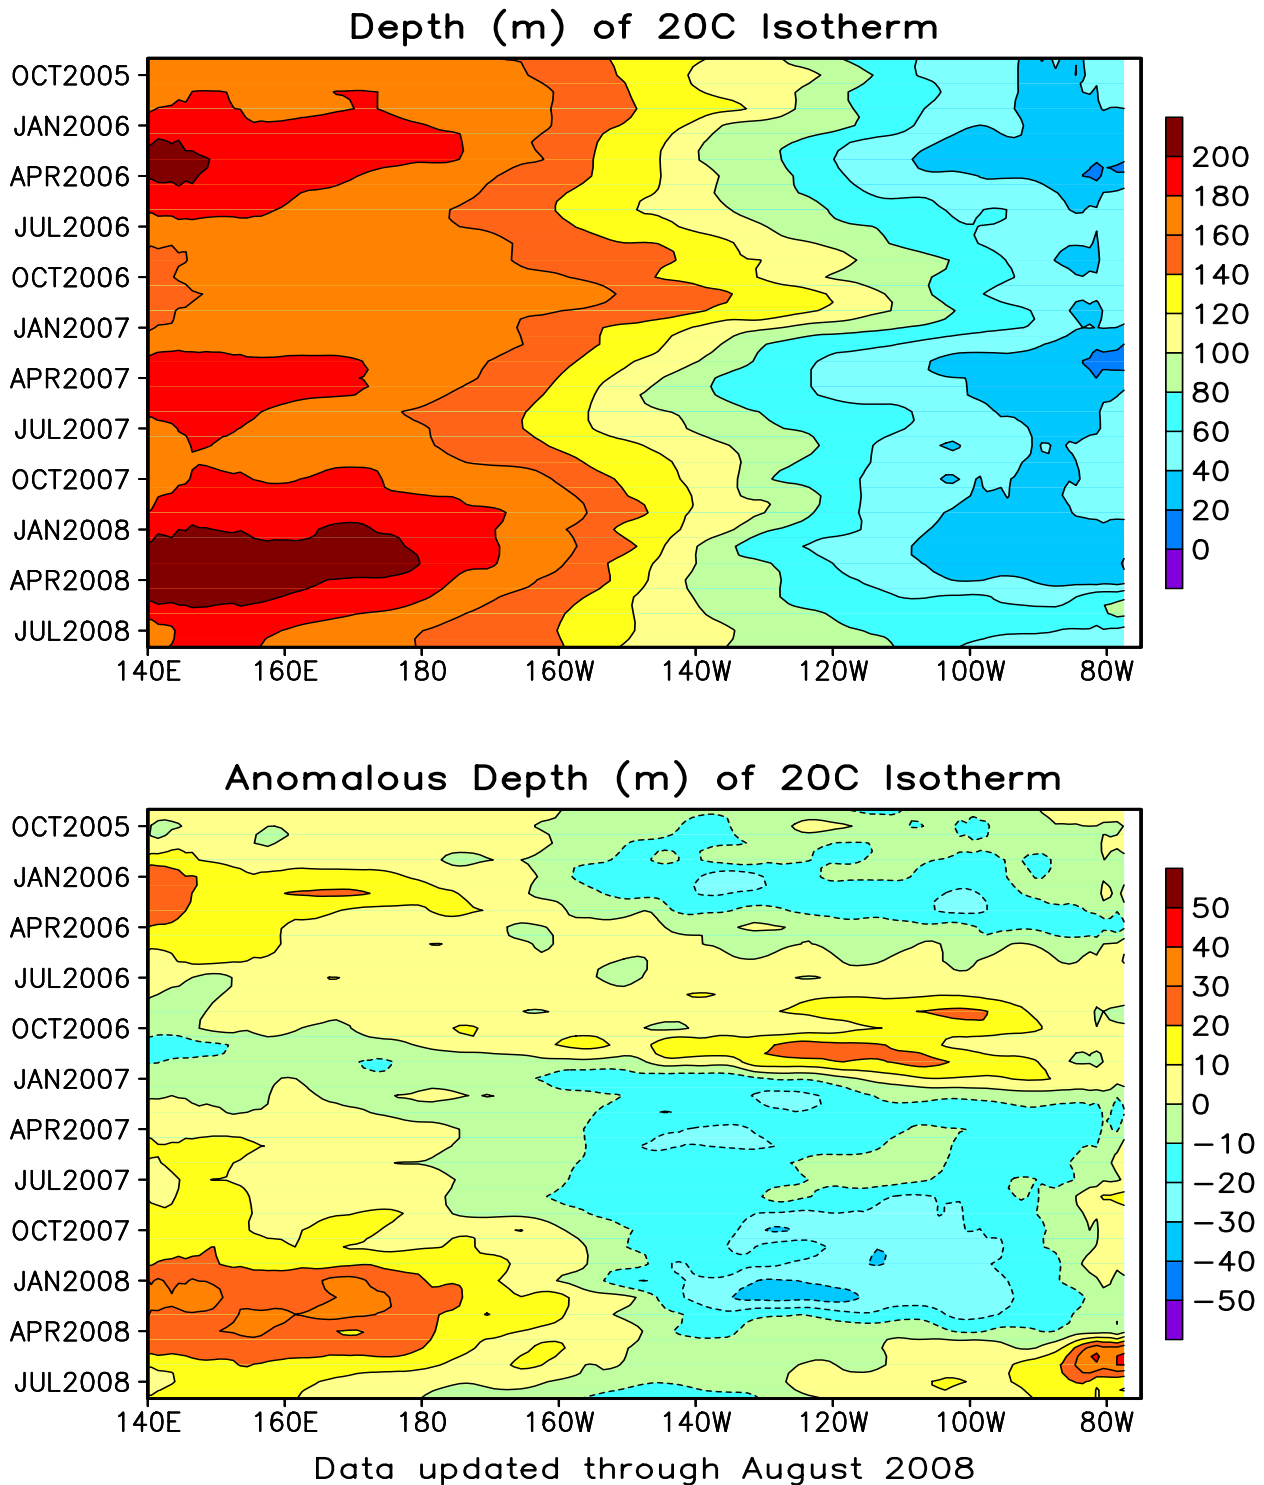 Depth (m) of 20C Isotherm
OCT2005
JAN2006
APR2006
JUL2006
OCT2006
JAN2007
APR2007
JUL2007
OCT2007
JAN2008
APR2008
JUL2008
140E 160E 180 160W 140W 120W 100W 80W
200
180
160
140
120
100
80
60
40
20
0
Anomalous Depth (m) of 20C Isotherm
OCT2005
JAN2006
APR2006
JUL2006
OCT2006
JAN2007
APR2007
JUL2007
OCT2007
JAN2008
APR2008
JUL2008
140E 160E 180 160W 140W 120W 100W 80W
50
40
30
20
10
0
−10
−20
−30
−40
−50
Data updated through August 2008